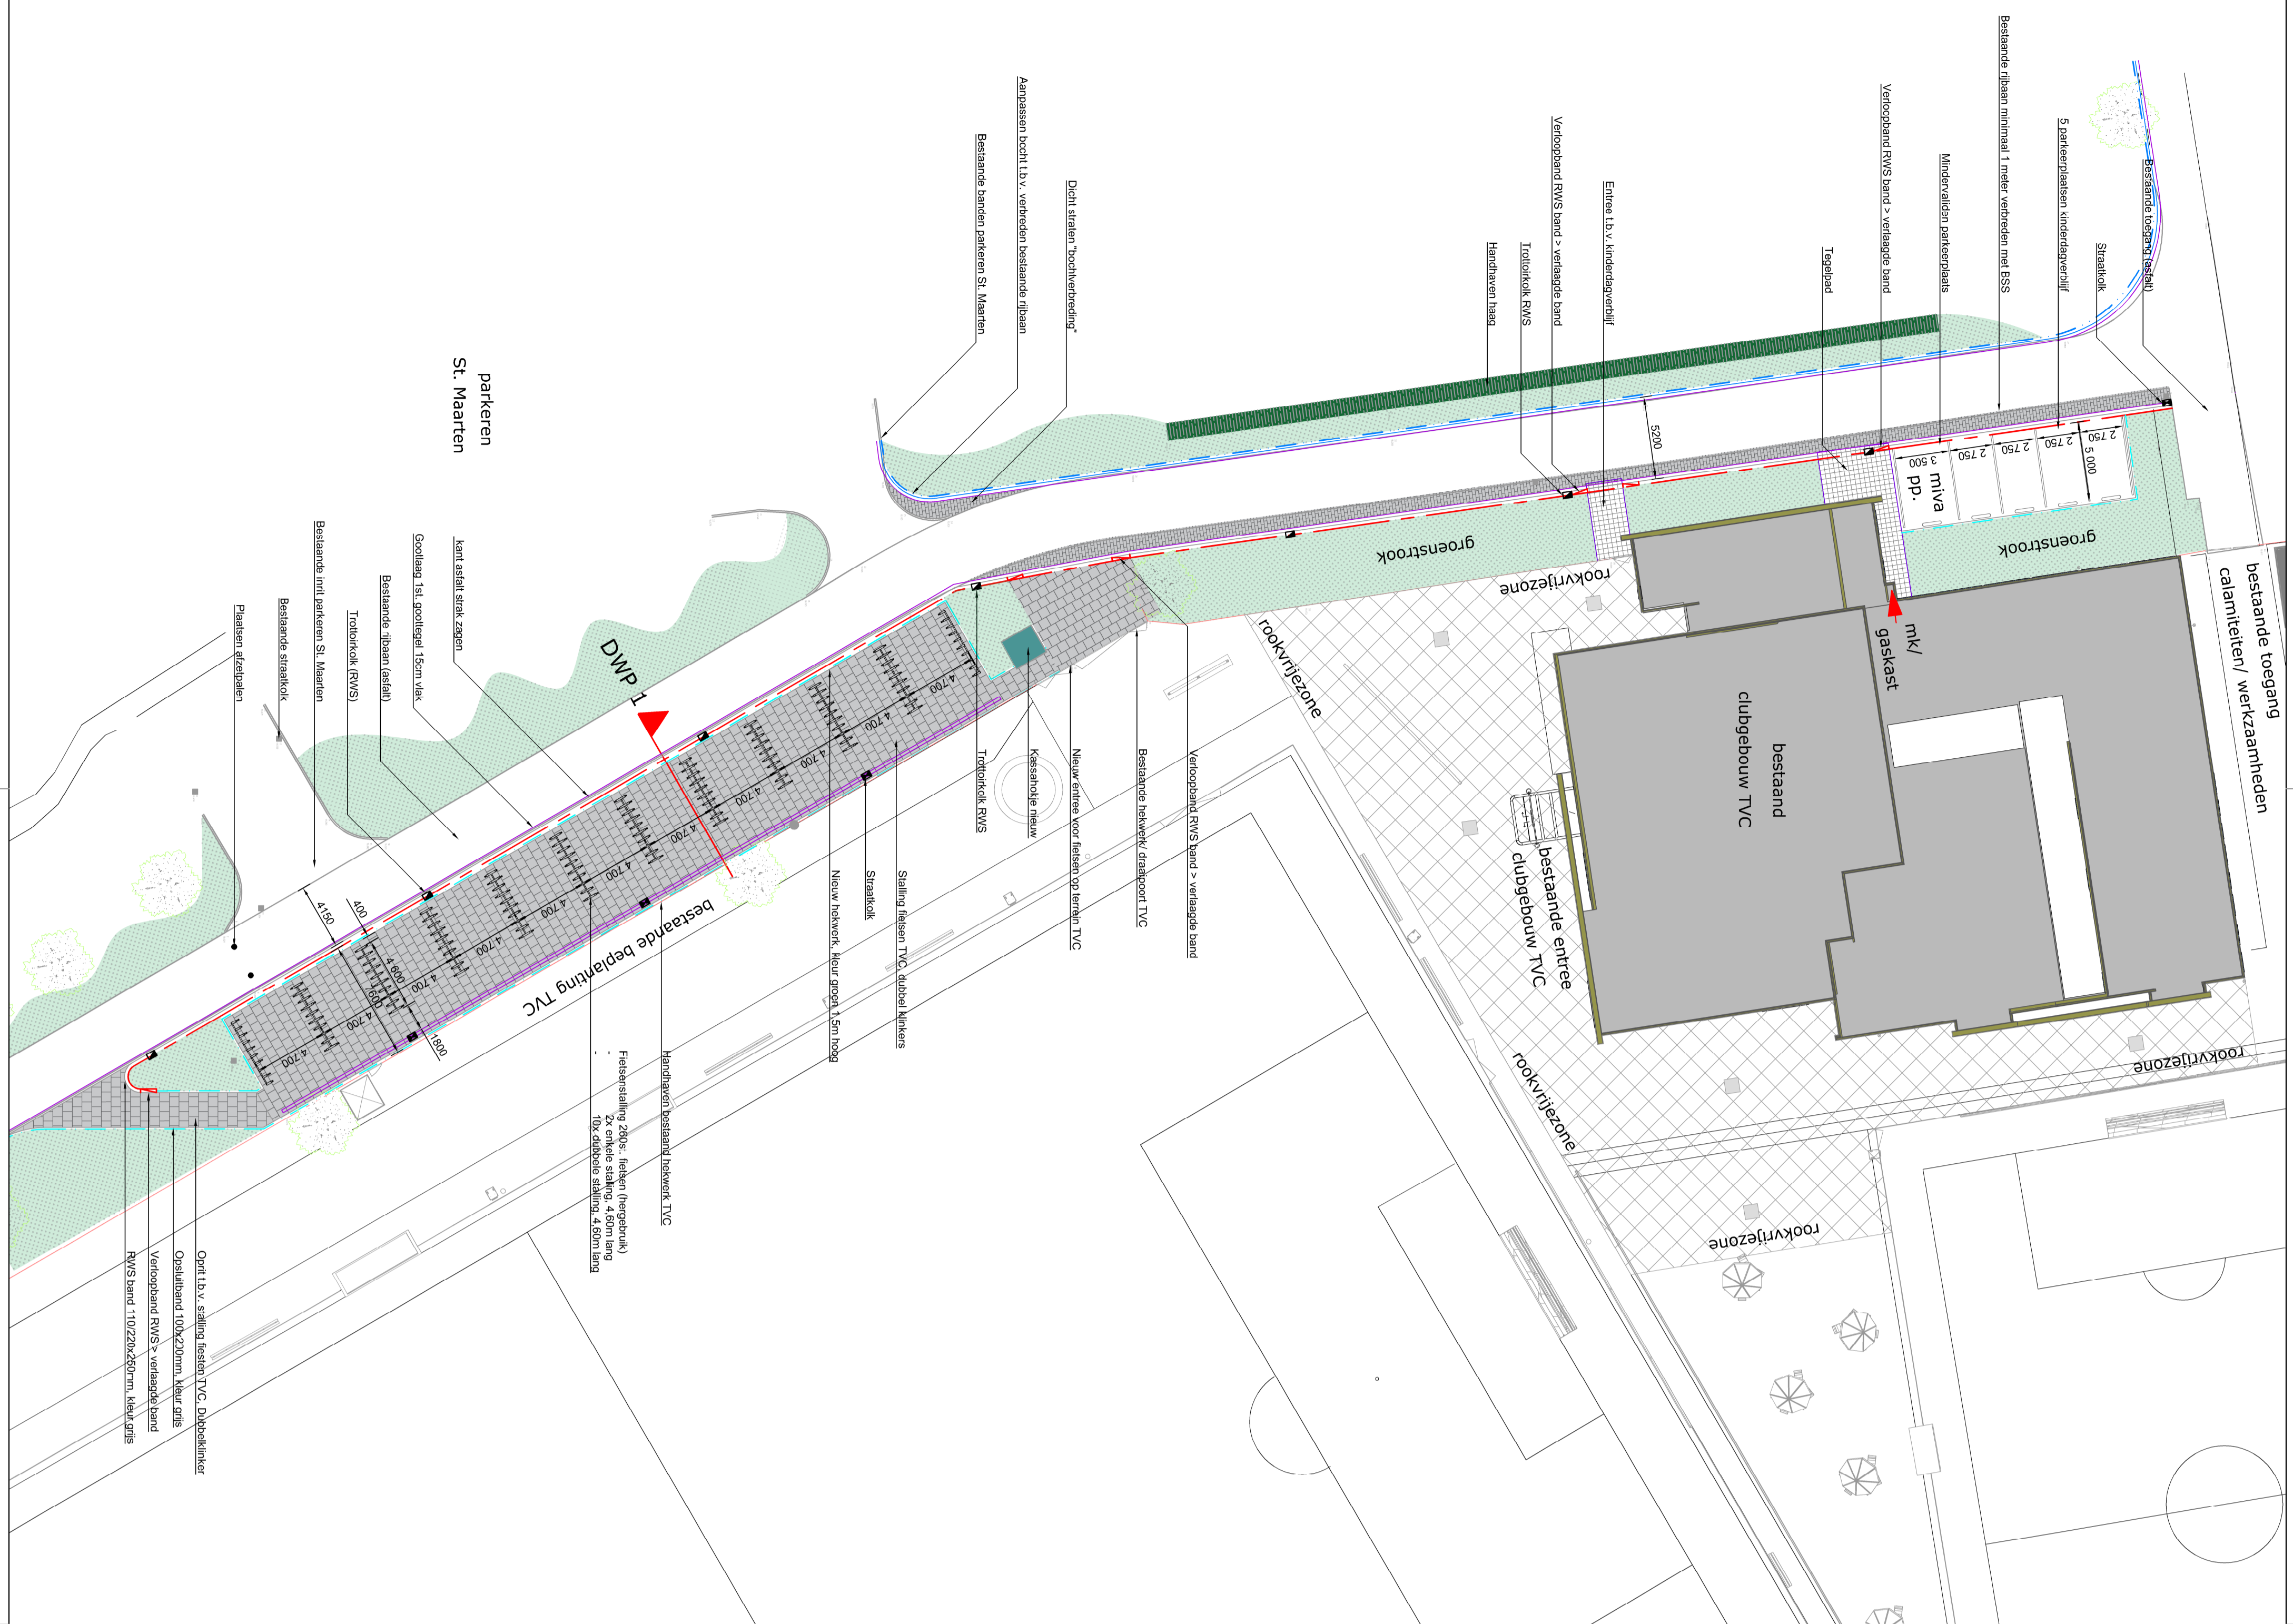 Bestaande rijbaan minimaal 1 meter verbreden met BSS
Verloopband RWS band > verlaagde band
5 parkeerplaatsen kinderdagverblijf
Mindervaliden parkeerplaats
Bestaande toegang (asfalt)
Straatkolk
Tegelpad
Verloopband RWS band > verlaagde band
Entree t.b.v. kinderdagverblijf
Trottoirkolk RWS
Handhaven haag
Aanpassen bocht t.b.v. verbreden bestaande rijbaan
Bestaande banden parkeren St. Maarten
Dicht straten "bochtverbreding"
parkeren
St. Maarten
5200
3 500
2 750
2 750
2 750
2 750
5 000
miva
pp.
groenstrook
groenstrook
rookvrijezone
rookvrijezone
mk/
gaskast
bestaande toegang
calamiteiten/ werkzaamheden
bestaand
clubgebouw TVC
bestaande entree
clubgebouw TVC
rookvrijezone
rookvrijezone
rookvrijezone
kant asfalt strak zagen
Gootlaag 1st. goottegel 15cm vlak
Bestaande rijbaan (asfalt)
Trottoirkolk (RWS)
Bestaande inrit parkeren St. Maarten
Bestaande straatkolk
Plaatsen afzetpalen
DWP 1
4 700
4 700
4 700
4 700
4 700
4 700
4 700
4 700
4 700
4 700
4 700
4150
400
4 600
7600
1800
bestaande beplanting TVC
Verloopband RWS band > verlaagde band
Bestaande hekwerk/ draaipoort TVC
Nieuw entree voor fietsen op terrein TVC
Kassahokje nieuw
Trottoirkolk RWS
Stalling fietsen TVC, dubbel klinkers
Straatkolk
Nieuw hekwerk, kleur groen 1,5m hoog
Handhaven bestaand hekwerk TVC
Fietsenstalling 260st. fietsen (hergebruik)
- 2x enkele stalling, 4,60m lang
- 10x dubbele stalling, 4,60m lang
Oprit t.b.v. stalling fiesten TVC, Dubbelklinker
Opsluitband 100x200mm, kleur grijs
Verloopband RWS > verlaagde band
RWS band 110/220x250mm, kleur grijs